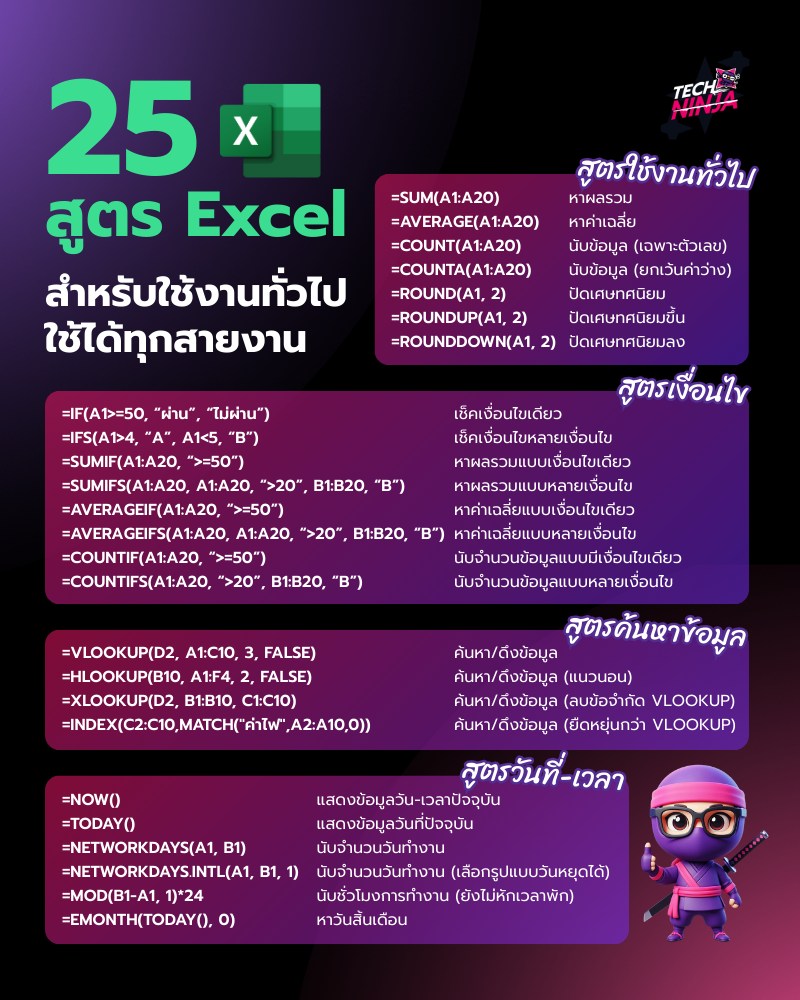 25
X
สูตร Excel
สำหรับใช้งานทั่วไป
ใช้ได้ทุกสายงาน
TECH
NINJA
สูตรใช้งานทั่วไป
=SUM(A1:A20) หาผลรวม
=AVERAGE(A1:A20) หาค่าเฉลี่ย
=COUNT(A1:A20) นับข้อมูล (เฉพาะตัวเลข)
=COUNTA(A1:A20) นับข้อมูล (ยกเว้นค่าว่าง)
=ROUND(A1, 2) ปัดเศษทศนิยม
=ROUNDUP(A1, 2) ปัดเศษทศนิยมขึ้น
=ROUNDDOWN(A1, 2) ปัดเศษทศนิยมลง
สูตรเงื่อนไข
=IF(A1>=50, “ผ่าน”, “ไม่ผ่าน”) เช็คเงื่อนไขเดียว
=IFS(A1>4, “A”, A1<5, “B”) เช็คเงื่อนไขหลายเงื่อนไข
=SUMIF(A1:A20, “>=50”) หาผลรวมแบบเงื่อนไขเดียว
=SUMIFS(A1:A20, A1:A20, “>20”, B1:B20, “B”) หาผลรวมแบบหลายเงื่อนไข
=AVERAGEIF(A1:A20, “>=50”) หาค่าเฉลี่ยแบบเงื่อนไขเดียว
=AVERAGEIFS(A1:A20, A1:A20, “>20”, B1:B20, “B”) หาค่าเฉลี่ยแบบหลายเงื่อนไข
=COUNTIF(A1:A20, “>=50”) นับจำนวนข้อมูลแบบมีเงื่อนไขเดียว
=COUNTIFS(A1:A20, “>20”, B1:B20, “B”) นับจำนวนข้อมูลแบบหลายเงื่อนไข
สูตรค้นหาข้อมูล
=VLOOKUP(D2, A1:C10, 3, FALSE) ค้นหา/ดึงข้อมูล
=HLOOKUP(B10, A1:F4, 2, FALSE) ค้นหา/ดึงข้อมูล (แนวนอน)
=XLOOKUP(D2, B1:B10, C1:C10) ค้นหา/ดึงข้อมูล (ลบข้อจำกัด VLOOKUP)
=INDEX(C2:C10,MATCH("ค่าไฟ",A2:A10,0)) ค้นหา/ดึงข้อมูล (ยืดหยุ่นกว่า VLOOKUP)
สูตรวันที่-เวลา
=NOW() แสดงข้อมูลวัน-เวลาปัจจุบัน
=TODAY() แสดงข้อมูลวันที่ปัจจุบัน
=NETWORKDAYS(A1, B1) นับจำนวนวันทำงาน
=NETWORKDAYS.INTL(A1, B1, 1) นับจำนวนวันทำงาน (เลือกรูปแบบวันหยุดได้)
=MOD(B1-A1, 1)*24 นับชั่วโมงการทำงาน (ยังไม่หักเวลาพัก)
=EMONTH(TODAY(), 0) หาวันสิ้นเดือน